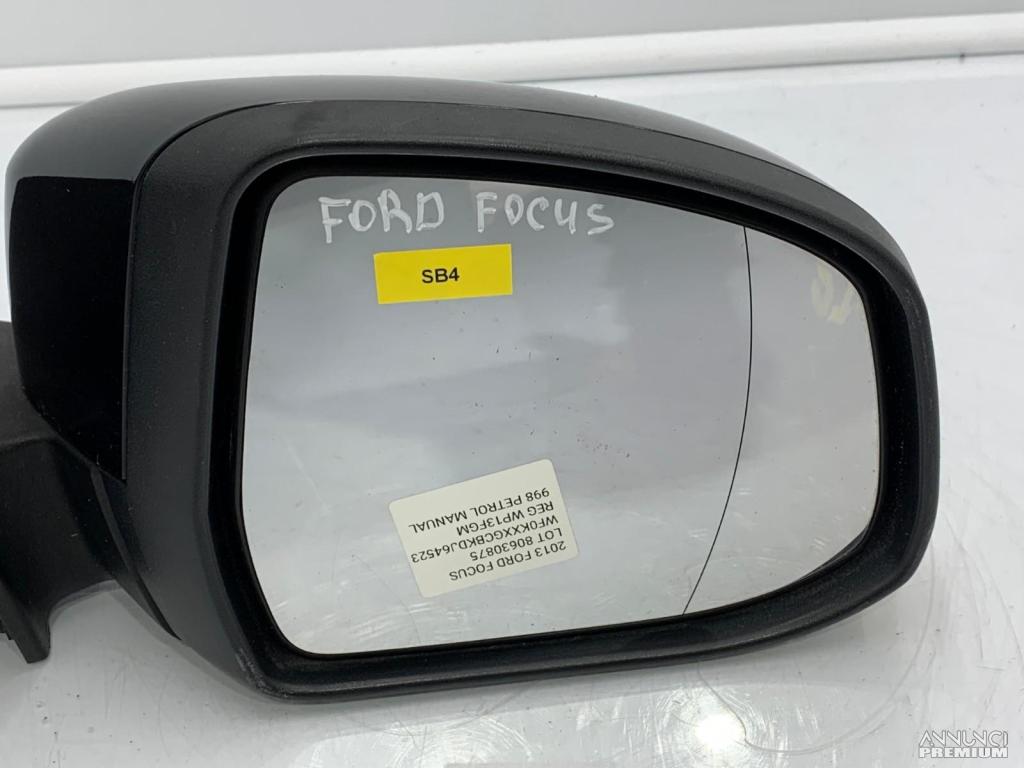 FORD FOCUS
SB4
2013 FORD FOCUS
LOT 80630875
WF0KXXGCBKDJ64523
REG WP13FGM
998 PETROL MANUAL
ANNUNCI
PREMIUM